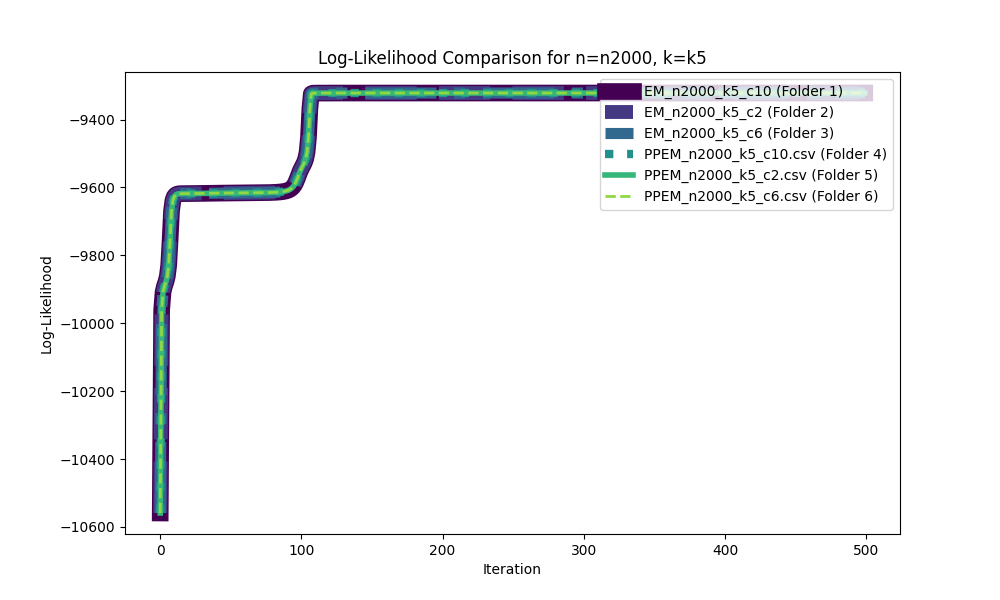 Log-Likelihood Comparison for n=n2000, k=k5
EM_n2000_k5_c10 (Folder 1)
EM_n2000_k5_c2 (Folder 2)
EM_n2000_k5_c6 (Folder 3)
PPEM_n2000_k5_c10.csv (Folder 4)
PPEM_n2000_k5_c2.csv (Folder 5)
PPEM_n2000_k5_c6.csv (Folder 6)
Log-Likelihood
−9400
−9600
−9800
−10000
−10200
−10400
−10600
0 100 200 300 400 500
Iteration